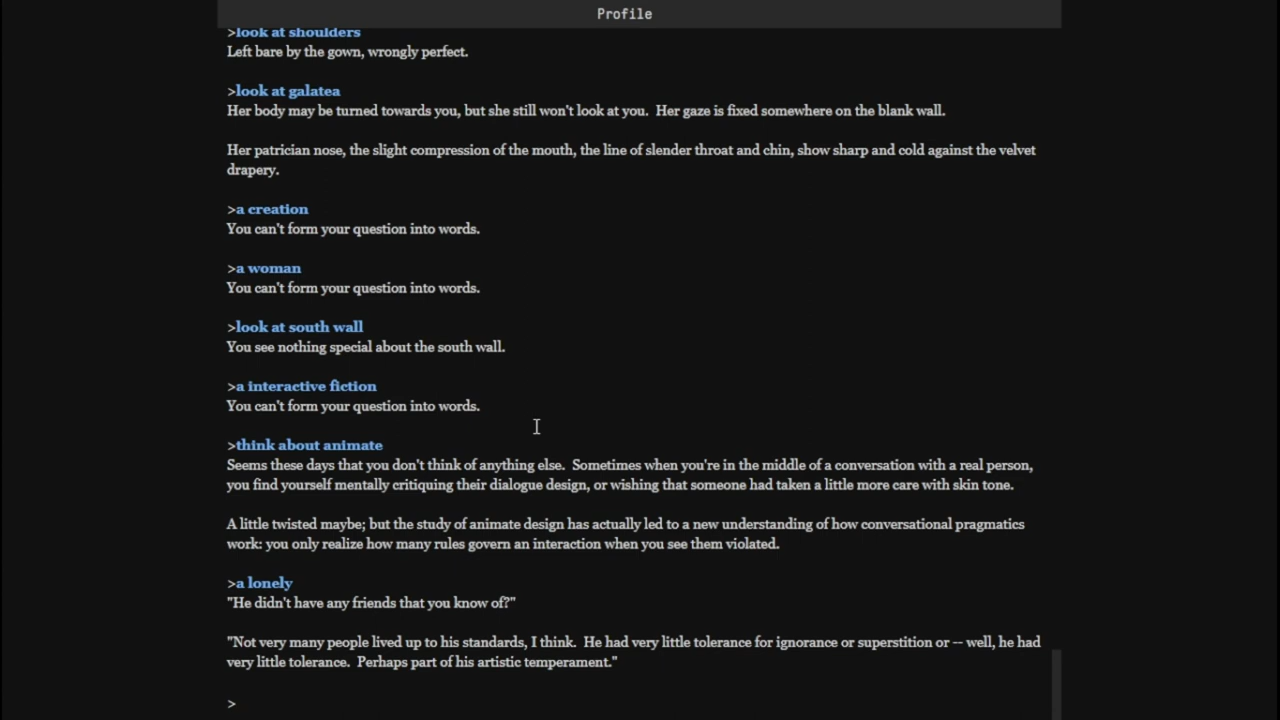 Profile
>look at shoulders
Left bare by the gown, wrongly perfect.
>look at galatea
Her body may be turned towards you, but she still won't look at you.  Her gaze is fixed somewhere on the blank wall.
Her patrician nose, the slight compression of the mouth, the line of slender throat and chin, show sharp and cold against the velvet
drapery.
>a creation
You can't form your question into words.
>a woman
You can't form your question into words.
>look at south wall
You see nothing special about the south wall.
>a interactive fiction
You can't form your question into words.
>think about animate
Seems these days that you don't think of anything else.  Sometimes when you're in the middle of a conversation with a real person,
you find yourself mentally critiquing their dialogue design, or wishing that someone had taken a little more care with skin tone.
A little twisted maybe; but the study of animate design has actually led to a new understanding of how conversational pragmatics
work: you only realize how many rules govern an interaction when you see them violated.
>a lonely
"He didn't have any friends that you know of?"
"Not very many people lived up to his standards, I think.  He had very little tolerance for ignorance or superstition or -- well, he had
very little tolerance.  Perhaps part of his artistic temperament."
>